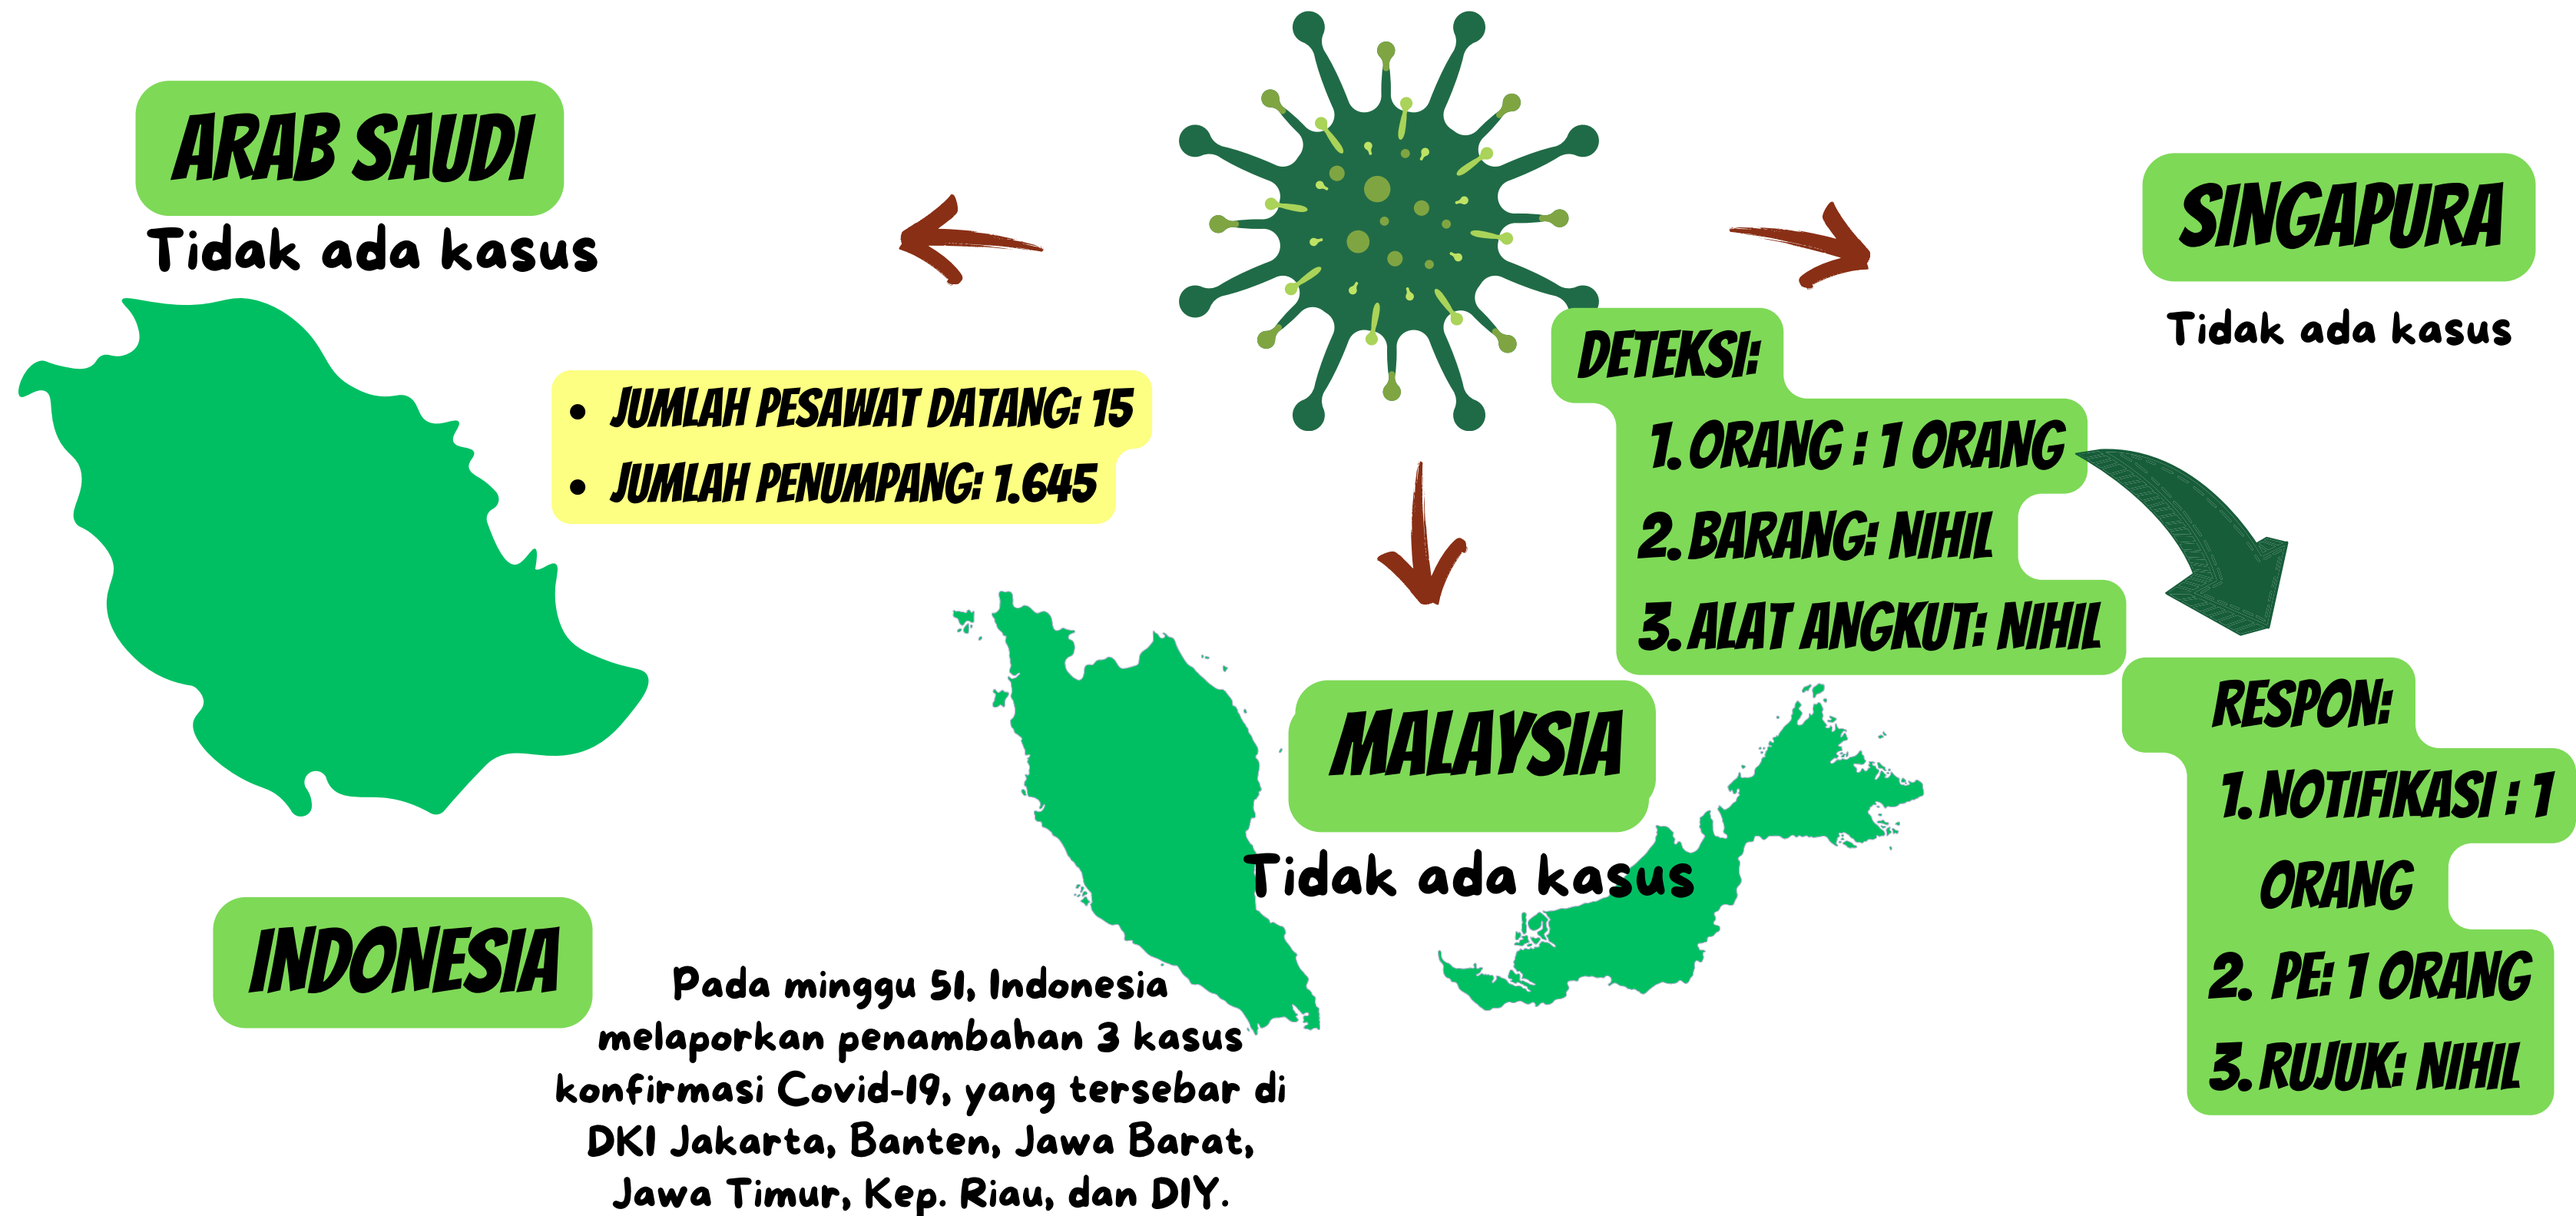 ARAB SAUDI
Tidak ada kasus
SINGAPURA
Tidak ada kasus
• JUMLAH PESAWAT DATANG: 15
• JUMLAH PENUMPANG: 1.645
DETEKSI:
1. ORANG : 1 ORANG
2. BARANG: NIHIL
3. ALAT ANGKUT: NIHIL
MALAYSIA
Tidak ada kasus
RESPON:
1. NOTIFIKASI : 1
ORANG
2. PE: 1 ORANG
3. RUJUK: NIHIL
INDONESIA
Pada minggu 51, Indonesia
melaporkan penambahan 3 kasus
konfirmasi Covid-19, yang tersebar di
DKI Jakarta, Banten, Jawa Barat,
Jawa Timur, Kep. Riau, dan DIY.